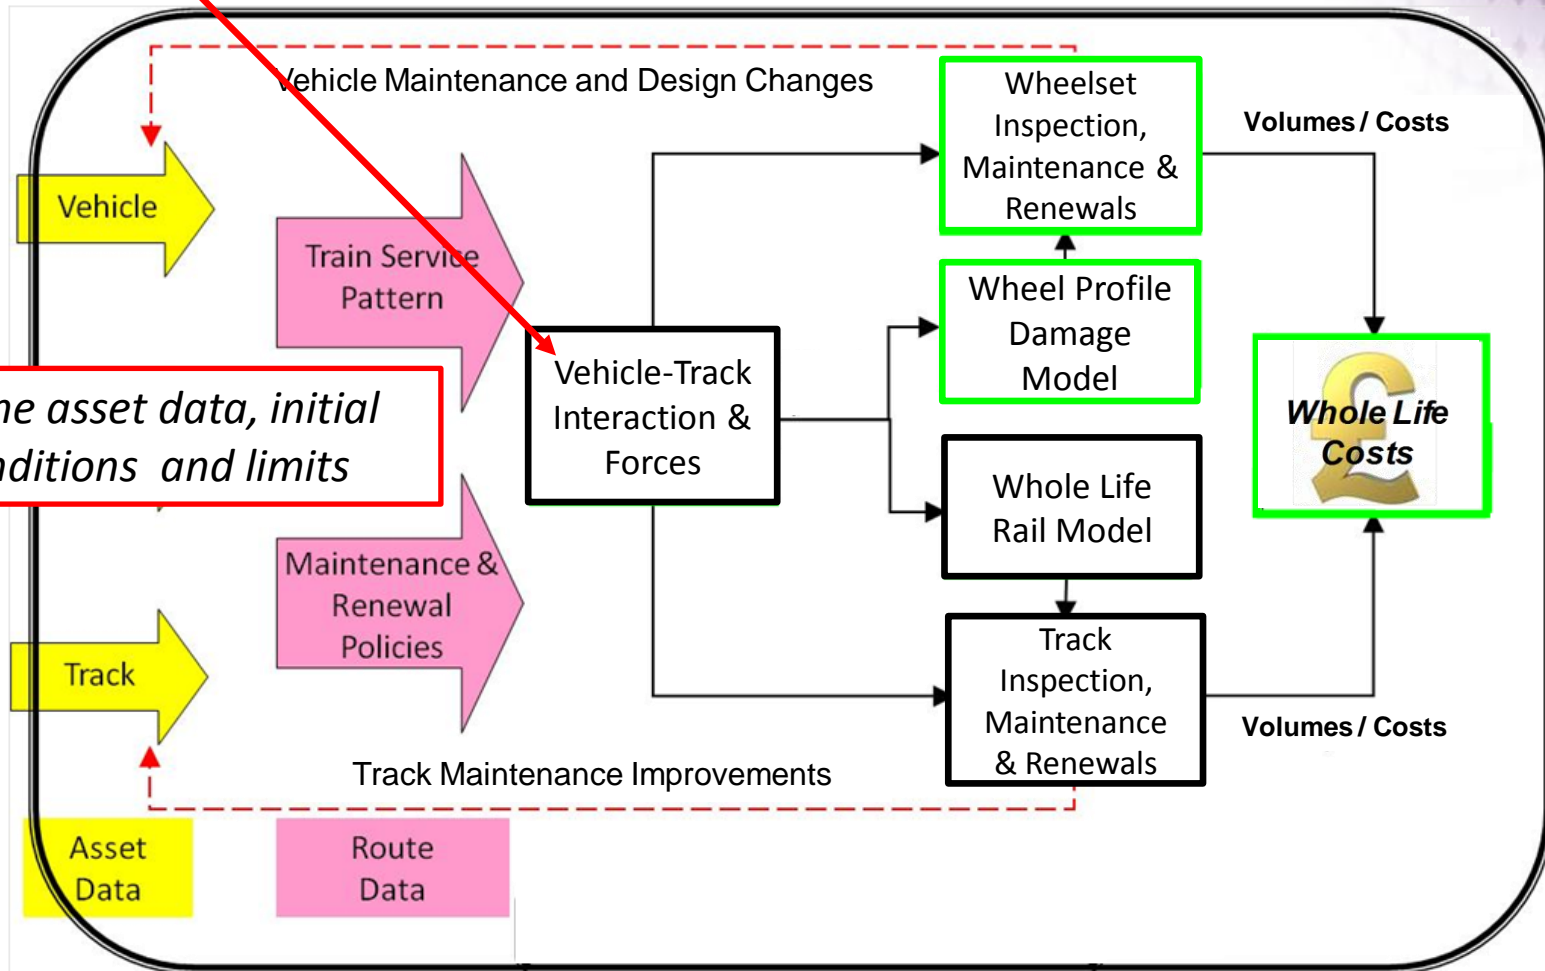 Vehicle Maintenance and Design Changes
Wheelset
Inspection,
Maintenance &
Renewals
Volumes / Costs
Vehicle
Train Service
Pattern
Wheel Profile
Damage
Model
Vehicle-Track
Interaction &
Forces
Whole Life
Costs
asset data, initial
and limits
Whole Life
Rail Model
Maintenance &
Renewal
Policies
Track
Track
Inspection,
Maintenance
& Renewals
Volumes / Costs
Track Maintenance Improvements
Asset
Data
Route
Data